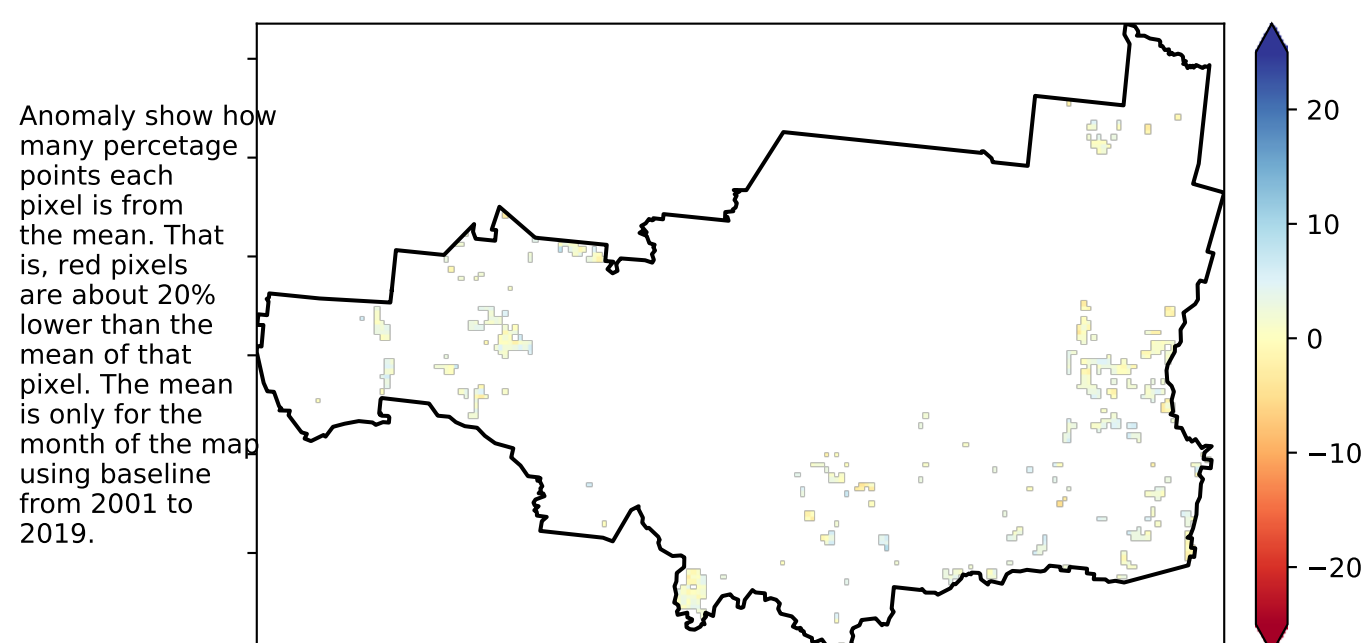 Anomaly show how
many percetage
points each
pixel is from
the mean. That
is, red pixels
are about 20%
lower than the
mean of that
pixel. The mean
is only for the
month of the map
using baseline
from 2001 to
2019.
20
10
0
−10
−20